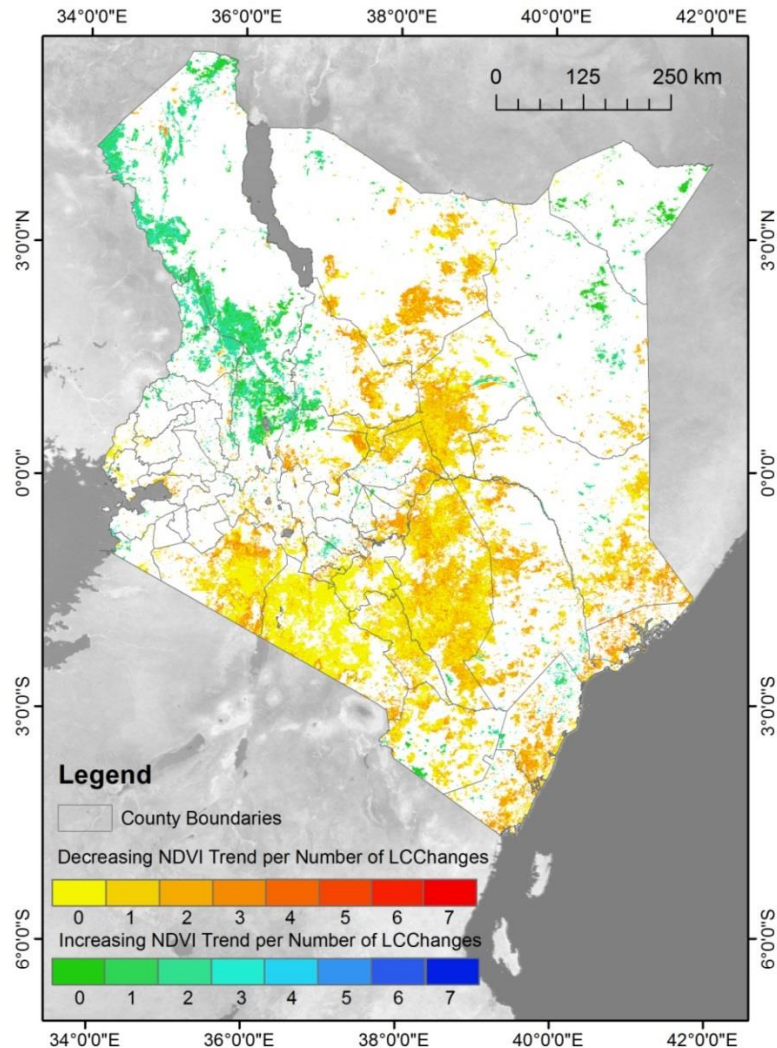 34°0'0"E 36°0'0"E 38°0'0"E 40°0'0"E 42°0'0"E
0 125 250 km
3°0'0"N
3°0'0"N
0°0'0"
0°0'0"
3°0'0"S
3°0'0"S
Legend
County Boundaries
Decreasing NDVI Trend per Number of LCChanges
0 1 2 3 4 5 6 7
Increasing NDVI Trend per Number of LCChanges
6°0'0"S
6°0'0"S
0 1 2 3 4 5 6 7
34°0'0"E 36°0'0"E 38°0'0"E 40°0'0"E 42°0'0"E